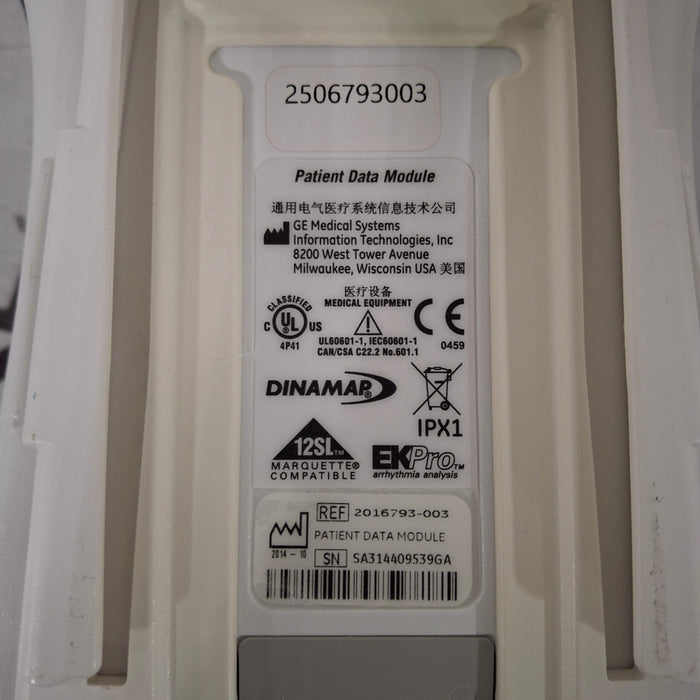 2506793003
Patient Data Module
通用电气医疗系统信息技术公司
GE Medical Systems
Information Technologies, Inc
8200 West Tower Avenue
Milwaukee, Wisconsin USA 美国
医疗设备
MEDICAL EQUIPMENT
CLASSIFIED
C UL US
4P41
UL60601-1, IEC60601-1
CAN/CSA C22.2 No.601.1
CE
0459
DINAMAP®
IPX1
12SL™
MARQUETTE®
COMPATIBLE
EK-Pro™
arrhythmia analysis
REF 2016793-003
PATIENT DATA MODULE
2014-10
SN SA314409539GA